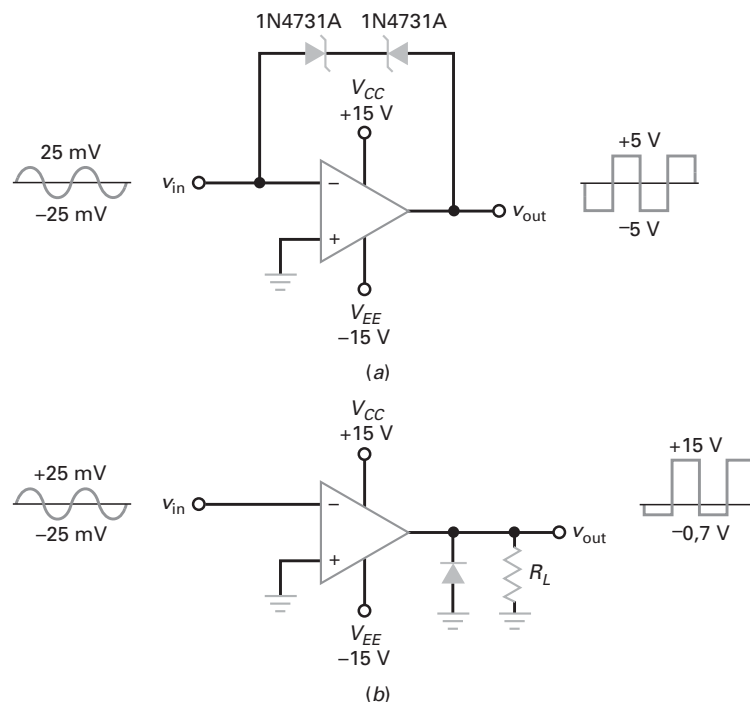 1N4731A 1N4731A
V_CC
+15 V
25 mV
v_in
–25 mV
−
+
+5 V
v_out
−5 V
V_EE
−15 V
(a)
V_CC
+15 V
+25 mV
v_in
−25 mV
−
+
+15 V
v_out
−0,7 V
R_L
V_EE
−15 V
(b)